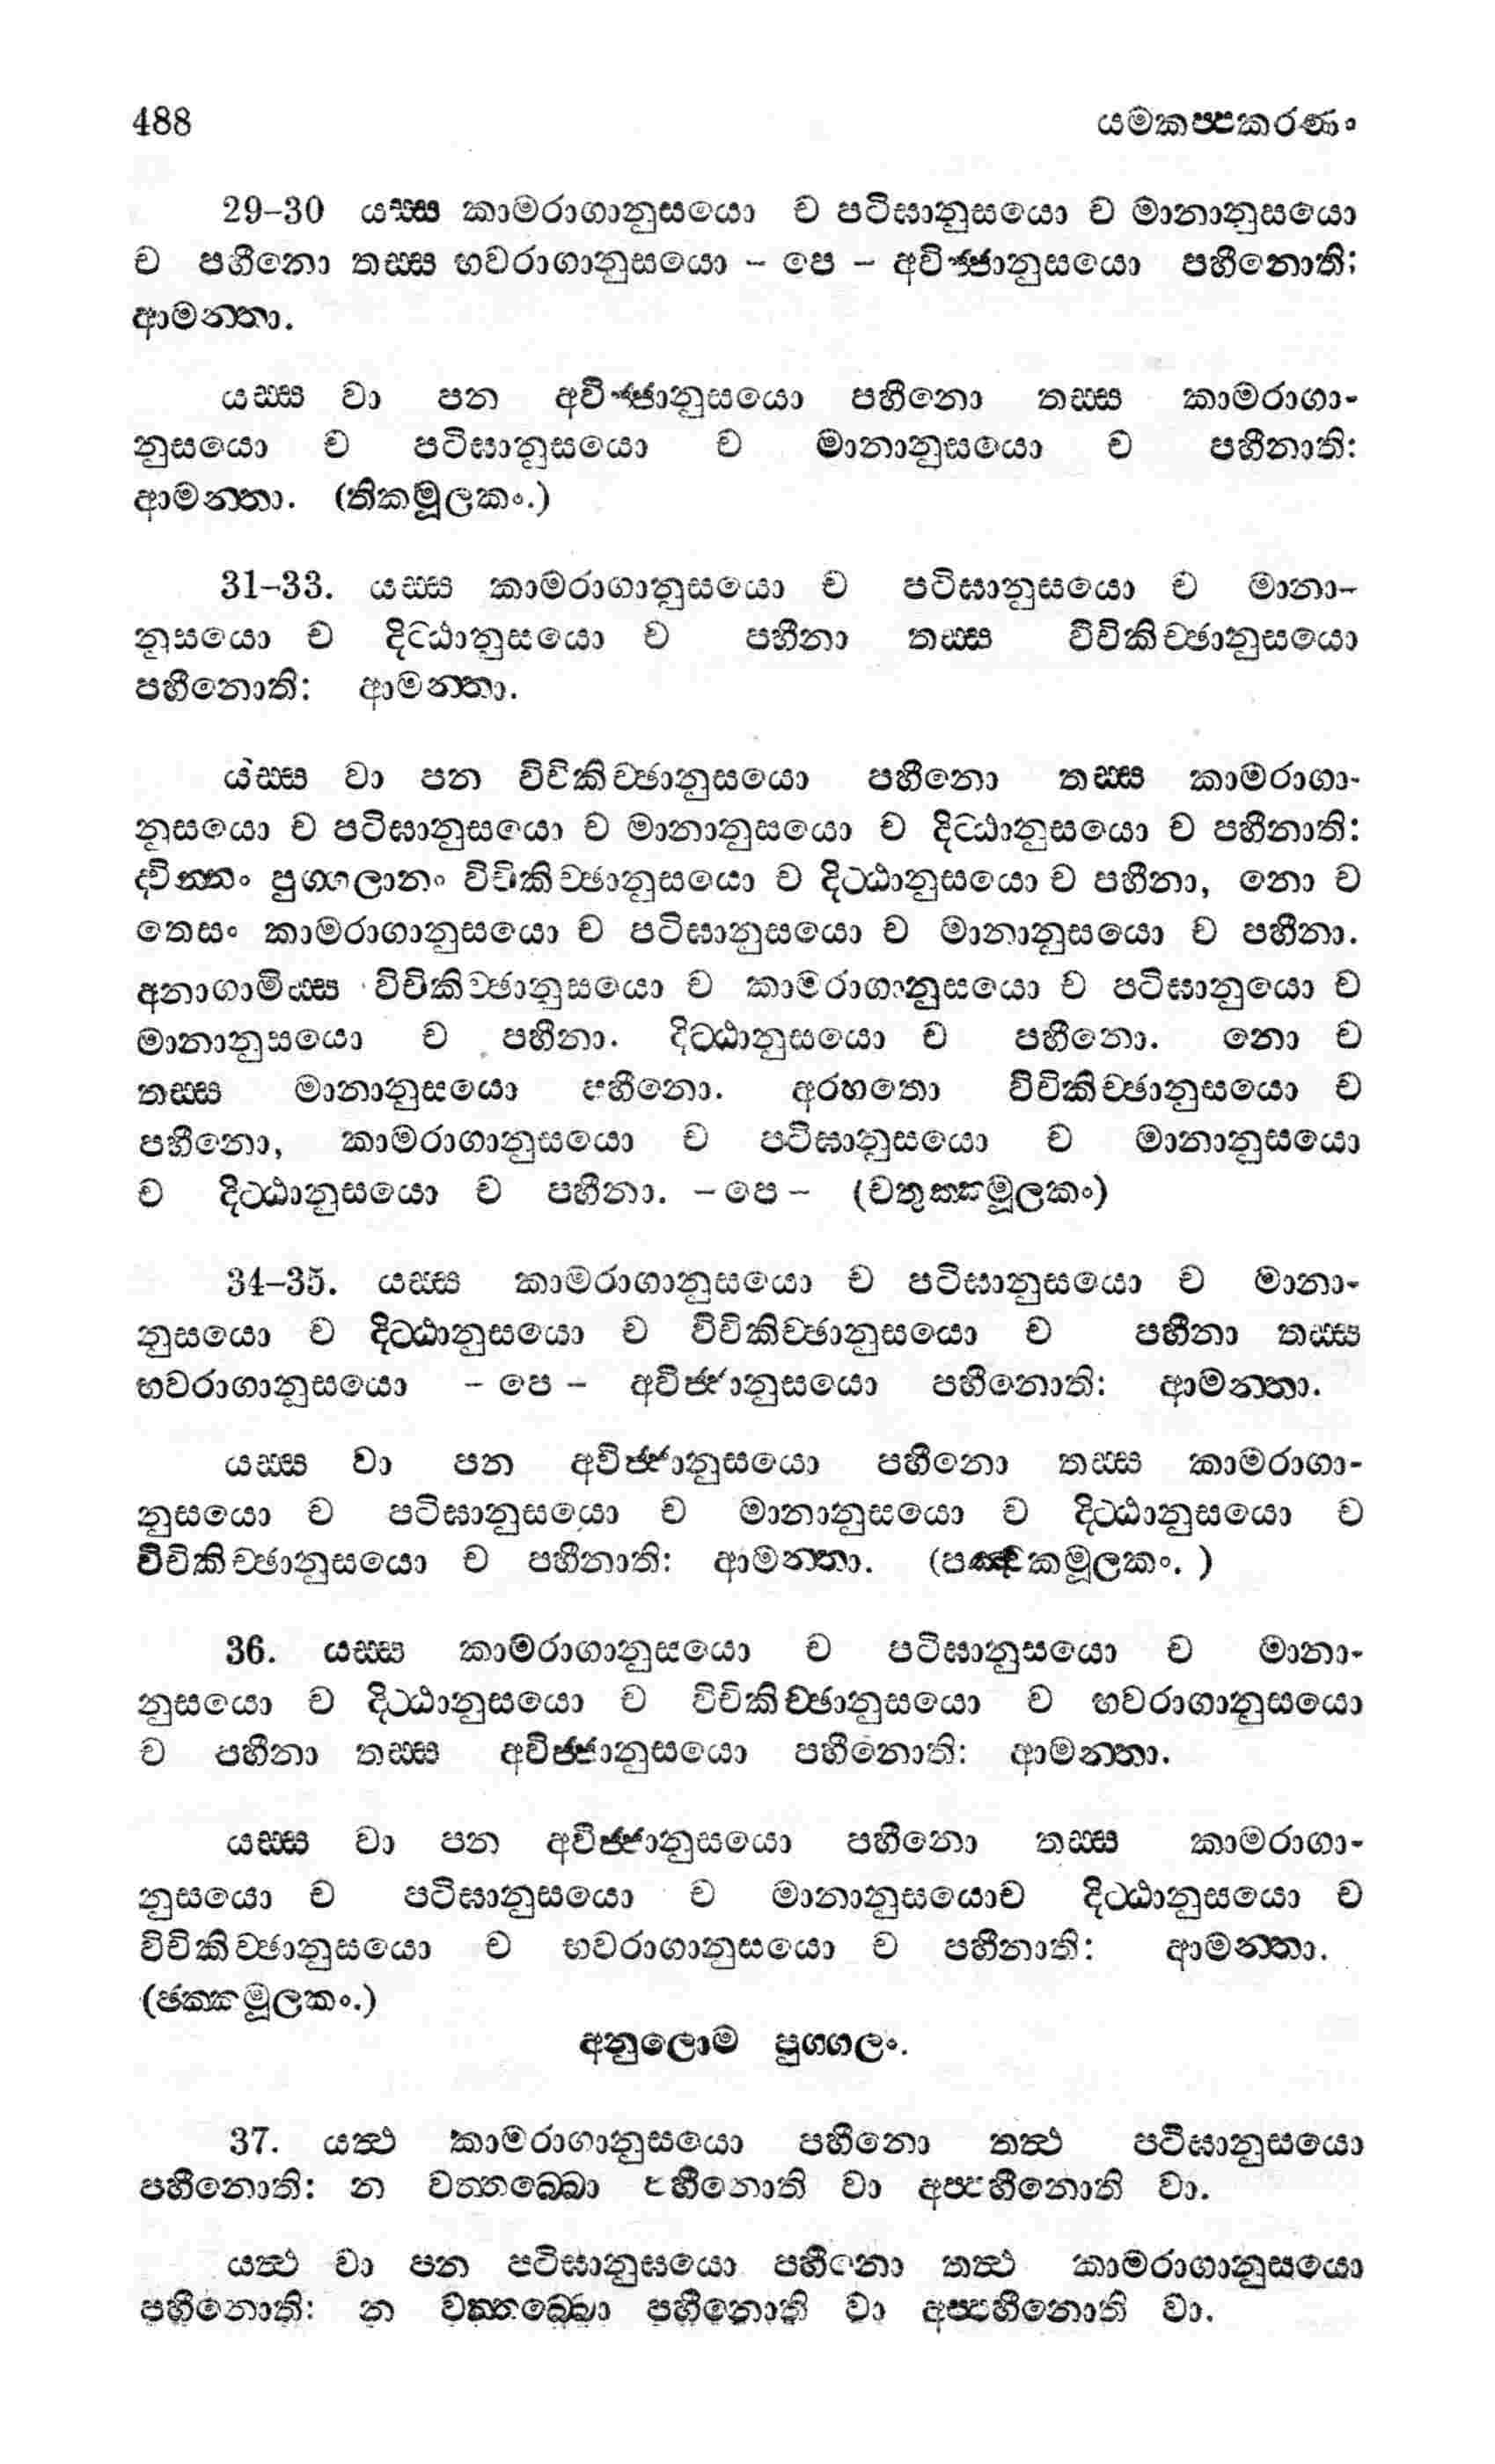 488 යමකප්පකරණං
29–30 යස්ස කාමරාගානුසයො ච පටිඝානුසයො ච මානානුසයො
ච පහීනො තස්ස භවරාගානුසයො – පෙ – අවිජ්ජානුසයො පහීනොති;
ආමන්තා.
යස්ස වා පන අවිජ්ජානුසයො පහීනො තස්ස කාමරාගා-
නුසයො ච පටිඝානුසයො ච මානානුසයො ච පහීනාති:
ආමන්තා. (තිකමූලකං.)
31–33. යස්ස කාමරාගානුසයො ච පටිඝානුසයො ච මානා–
නුසයො ච දිට්ඨානුසයො ච පහීනා තස්ස විචිකිච්ඡානුසයො
පහීනොති: ආමන්තා.
යස්ස වා පන විචිකිච්ඡානුසයො පහීනො තස්ස කාමරාගා-
නුසයො ච පටිඝානුසයො ච මානානුසයො ච දිට්ඨානුසයො ච පහීනාති:
ද්වින්නං පුග්ගලානං විචිකිච්ඡානුසයො ච දිට්ඨානුසයො ච පහීනා, නො ච
තෙසං කාමරාගානුසයො ච පටිඝානුසයො ච මානානුසයො ච පහීනා.
අනාගාමිස්ස විචිකිච්ඡානුසයො ච කාමරාගානුසයො ච පටිඝානුයො ච
මානානුසයො ච පහීනා. දිට්ඨානුසයො ච පහීනො. නො ච
තස්ස මානානුසයො පහීනො. අරහතො විචිකිච්ඡානුසයො ච
පහීනො, කාමරාගානුසයො ච පටිඝානුසයො ච මානානුසයො
ච දිට්ඨානුසයො ච පහීනා. –පෙ– (චතුක්කමූලකං)
34–35. යස්ස කාමරාගානුසයො ච පටිඝානුසයො ච මානා-
නුසයො ච දිට්ඨානුසයො ච විචිකිච්ඡානුසයො ච පහීනා තස්ස
භවරාගානුසයො – පෙ – අවිජ්ජානුසයො පහීනොති: ආමන්තා.
යස්ස වා පන අවිජ්ජානුසයො පහීනො තස්ස කාමරාගා-
නුසයො ච පටිඝානුසයො ච මානානුසයො ච දිට්ඨානුසයො ච
විචිකිච්ඡානුසයො ච පහීනාති: ආමන්තා. (පඤ්චකමූලකං. )
36. යස්ස කාමරාගානුසයො ච පටිඝානුසයො ච මානා-
නුසයො ච දිට්ඨානුසයො ච විචිකිච්ඡානුසයො ච භවරාගානුසයො
ච පහීනා තස්ස අවිජ්ජානුසයො පහීනොති: ආමන්තා.
යස්ස වා පන අවිජ්ජානුසයො පහීනො තස්ස කාමරාගා-
නුසයො ච පටිඝානුසයො ච මානානුසයොච දිට්ඨානුසයො ච
විචිකිච්ඡානුසයො ච භවරාගානුසයො ච පහීනාති: ආමන්තා.
(ඡක්කමූලකං.)
අනුලොම පුග්ගලං.
37. යත්ථ කාමරාගානුසයො පහීනො තත්ථ පටිඝානුසයො
පහීනොති: න වත්තබ්බො පහීනොති වා අප්පහීනොති වා.
යත්ථ වා පන පටිඝානුසයො පහීනො තත්ථ කාමරාගානුසයො
පහීනොති: න වත්තබ්බො පහීනොති වා අප්පහීනොති වා.